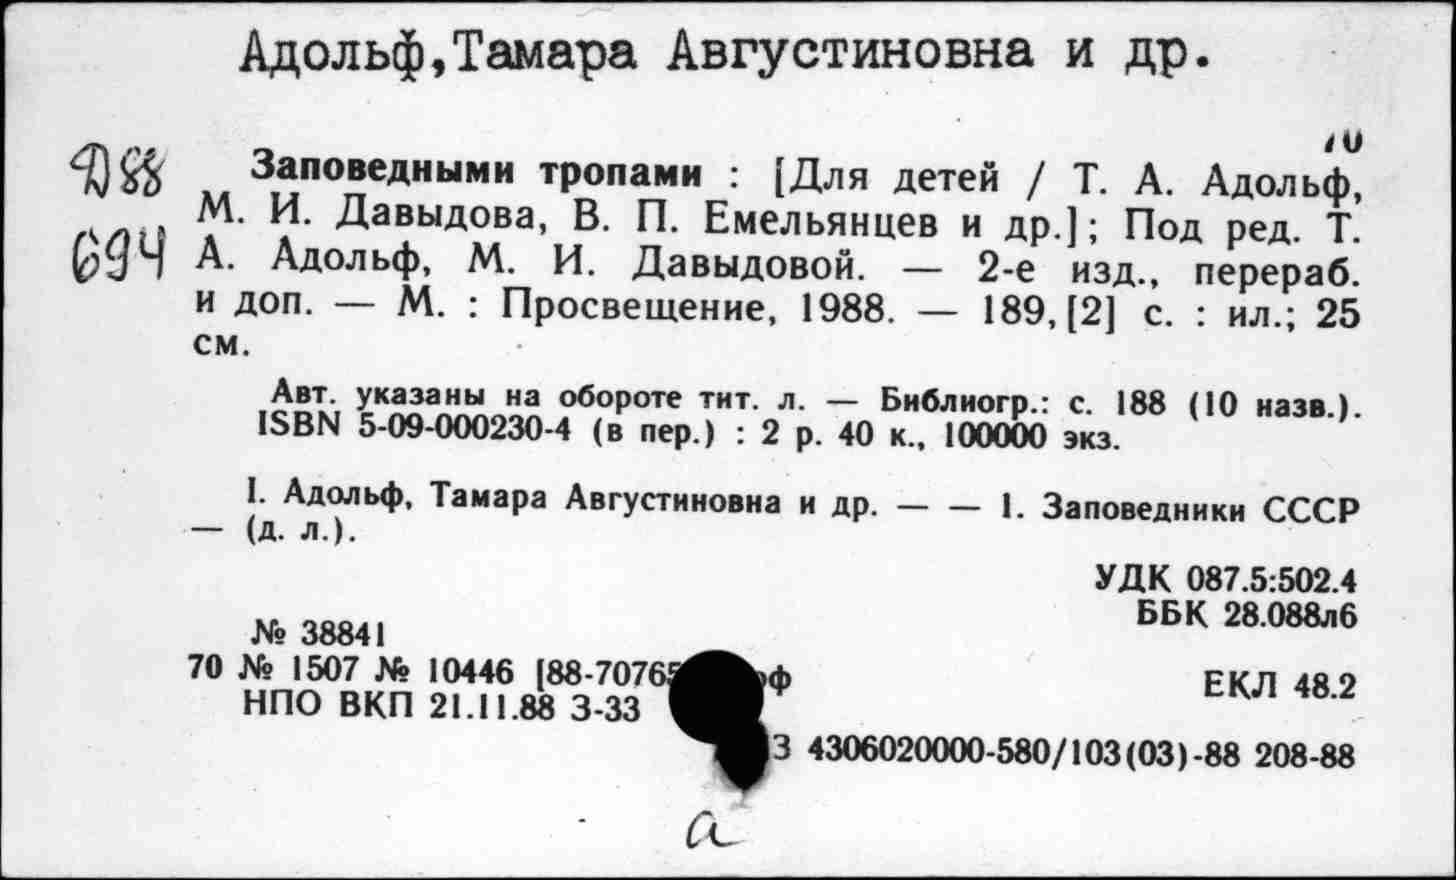 Адольф,Тамара Августиновна и др.
Заповедными тропами : [Для детей / Т. А. Адольф,
М. И. Давыдова, В. П. Емельянцев и др.]; Под ред. Т.
694 А. Адольф, М. И. Давыдовой. — 2-е изд., перераб.
и доп. — М. : Просвещение, 1988. — 189,[2] с. : ил.; 25
см.
Авт. указаны на обороте тит. л. — Библиогр.: с. 188 (10 назв.).
ISBN 5-09-000230-4 (в пер.) : 2 р. 40 к., 100000 экз.
I. Адольф, Тамара Августиновна и др. — — 1. Заповедники СССР
— (д. л.).
УДК 087.5:502.4
ББК 28.088л6
№ 38841
70 № 1507 № 10446 [88-7076
ЕКЛ 48.2
НПО ВКП 21.11.88 З-33
З 4306020000-580/103(03)-88 208-88
а